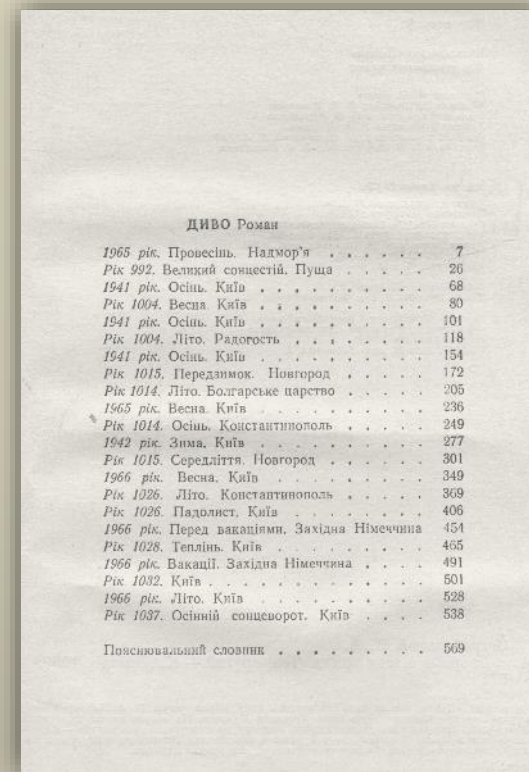 ДИВО Роман
1965 рік. Провесінь. Надмор'я . . . . . . 7
Рік 992. Великий сонцестій. Пуща . . . . . 26
1941 рік. Осінь. Київ . . . . . . . . . . 68
Рік 1004. Весна. Київ . . . . . . . . . 80
1941 рік. Осінь. Київ . . . . . . . . . . 101
Рік 1004. Літо. Радогость . . . . . . . . 118
1941 рік. Осінь. Київ . . . . . . . . . 154
Рік 1015. Передзимок. Новгород . . . . . 172
Рік 1014. Літо. Болгарське царство . . . . . 205
1965 рік. Весна. Київ . . . . . . . . . . 236
Рік 1014. Осінь. Константинополь . . . . . 249
1942 рік. Зима. Київ . . . . . . . . . . 277
Рік 1015. Середліття. Новгород . . . . . . 301
1966 рік. Весна. Київ . . . . . . . . . 349
Рік 1026. Літо. Константинополь . . . . . 369
Рік 1026. Падолист. Київ . . . . . . . . 406
1966 рік. Перед вакаціями. Західна Німеччина 454
Рік 1028. Теплінь. Київ . . . . . . . . . 465
1966 рік. Вакації. Західна Німеччина . . . . 491
Рік 1032. Київ . . . . . . . . . . . . . 501
1966 рік. Літо. Київ . . . . . . . . . . 528
Рік 1037. Осінній сонцеворот. Київ . . . . 538
Пояснювальний словник . . . . . . . . . 569